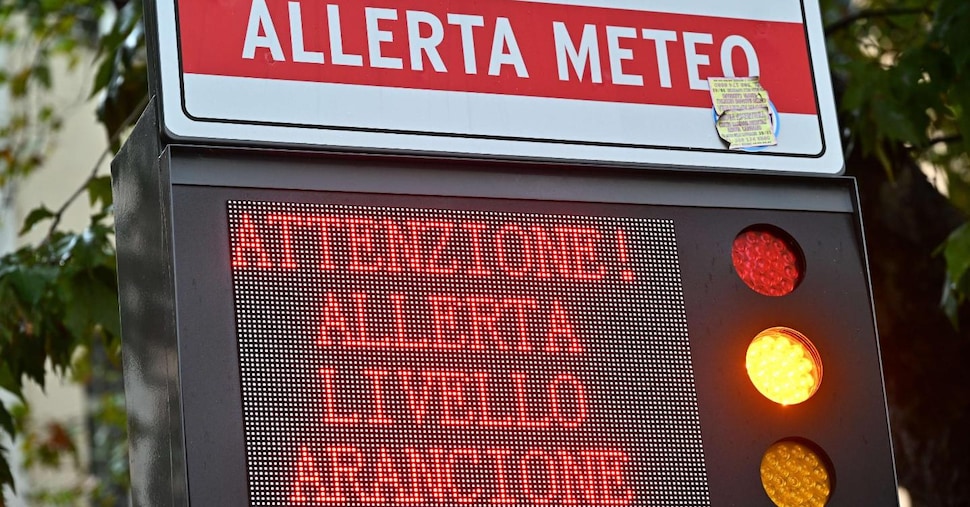 ALLERTA METEO
ATTENZIONE!
ALLERTA
LIVELLO
ARANCIONE